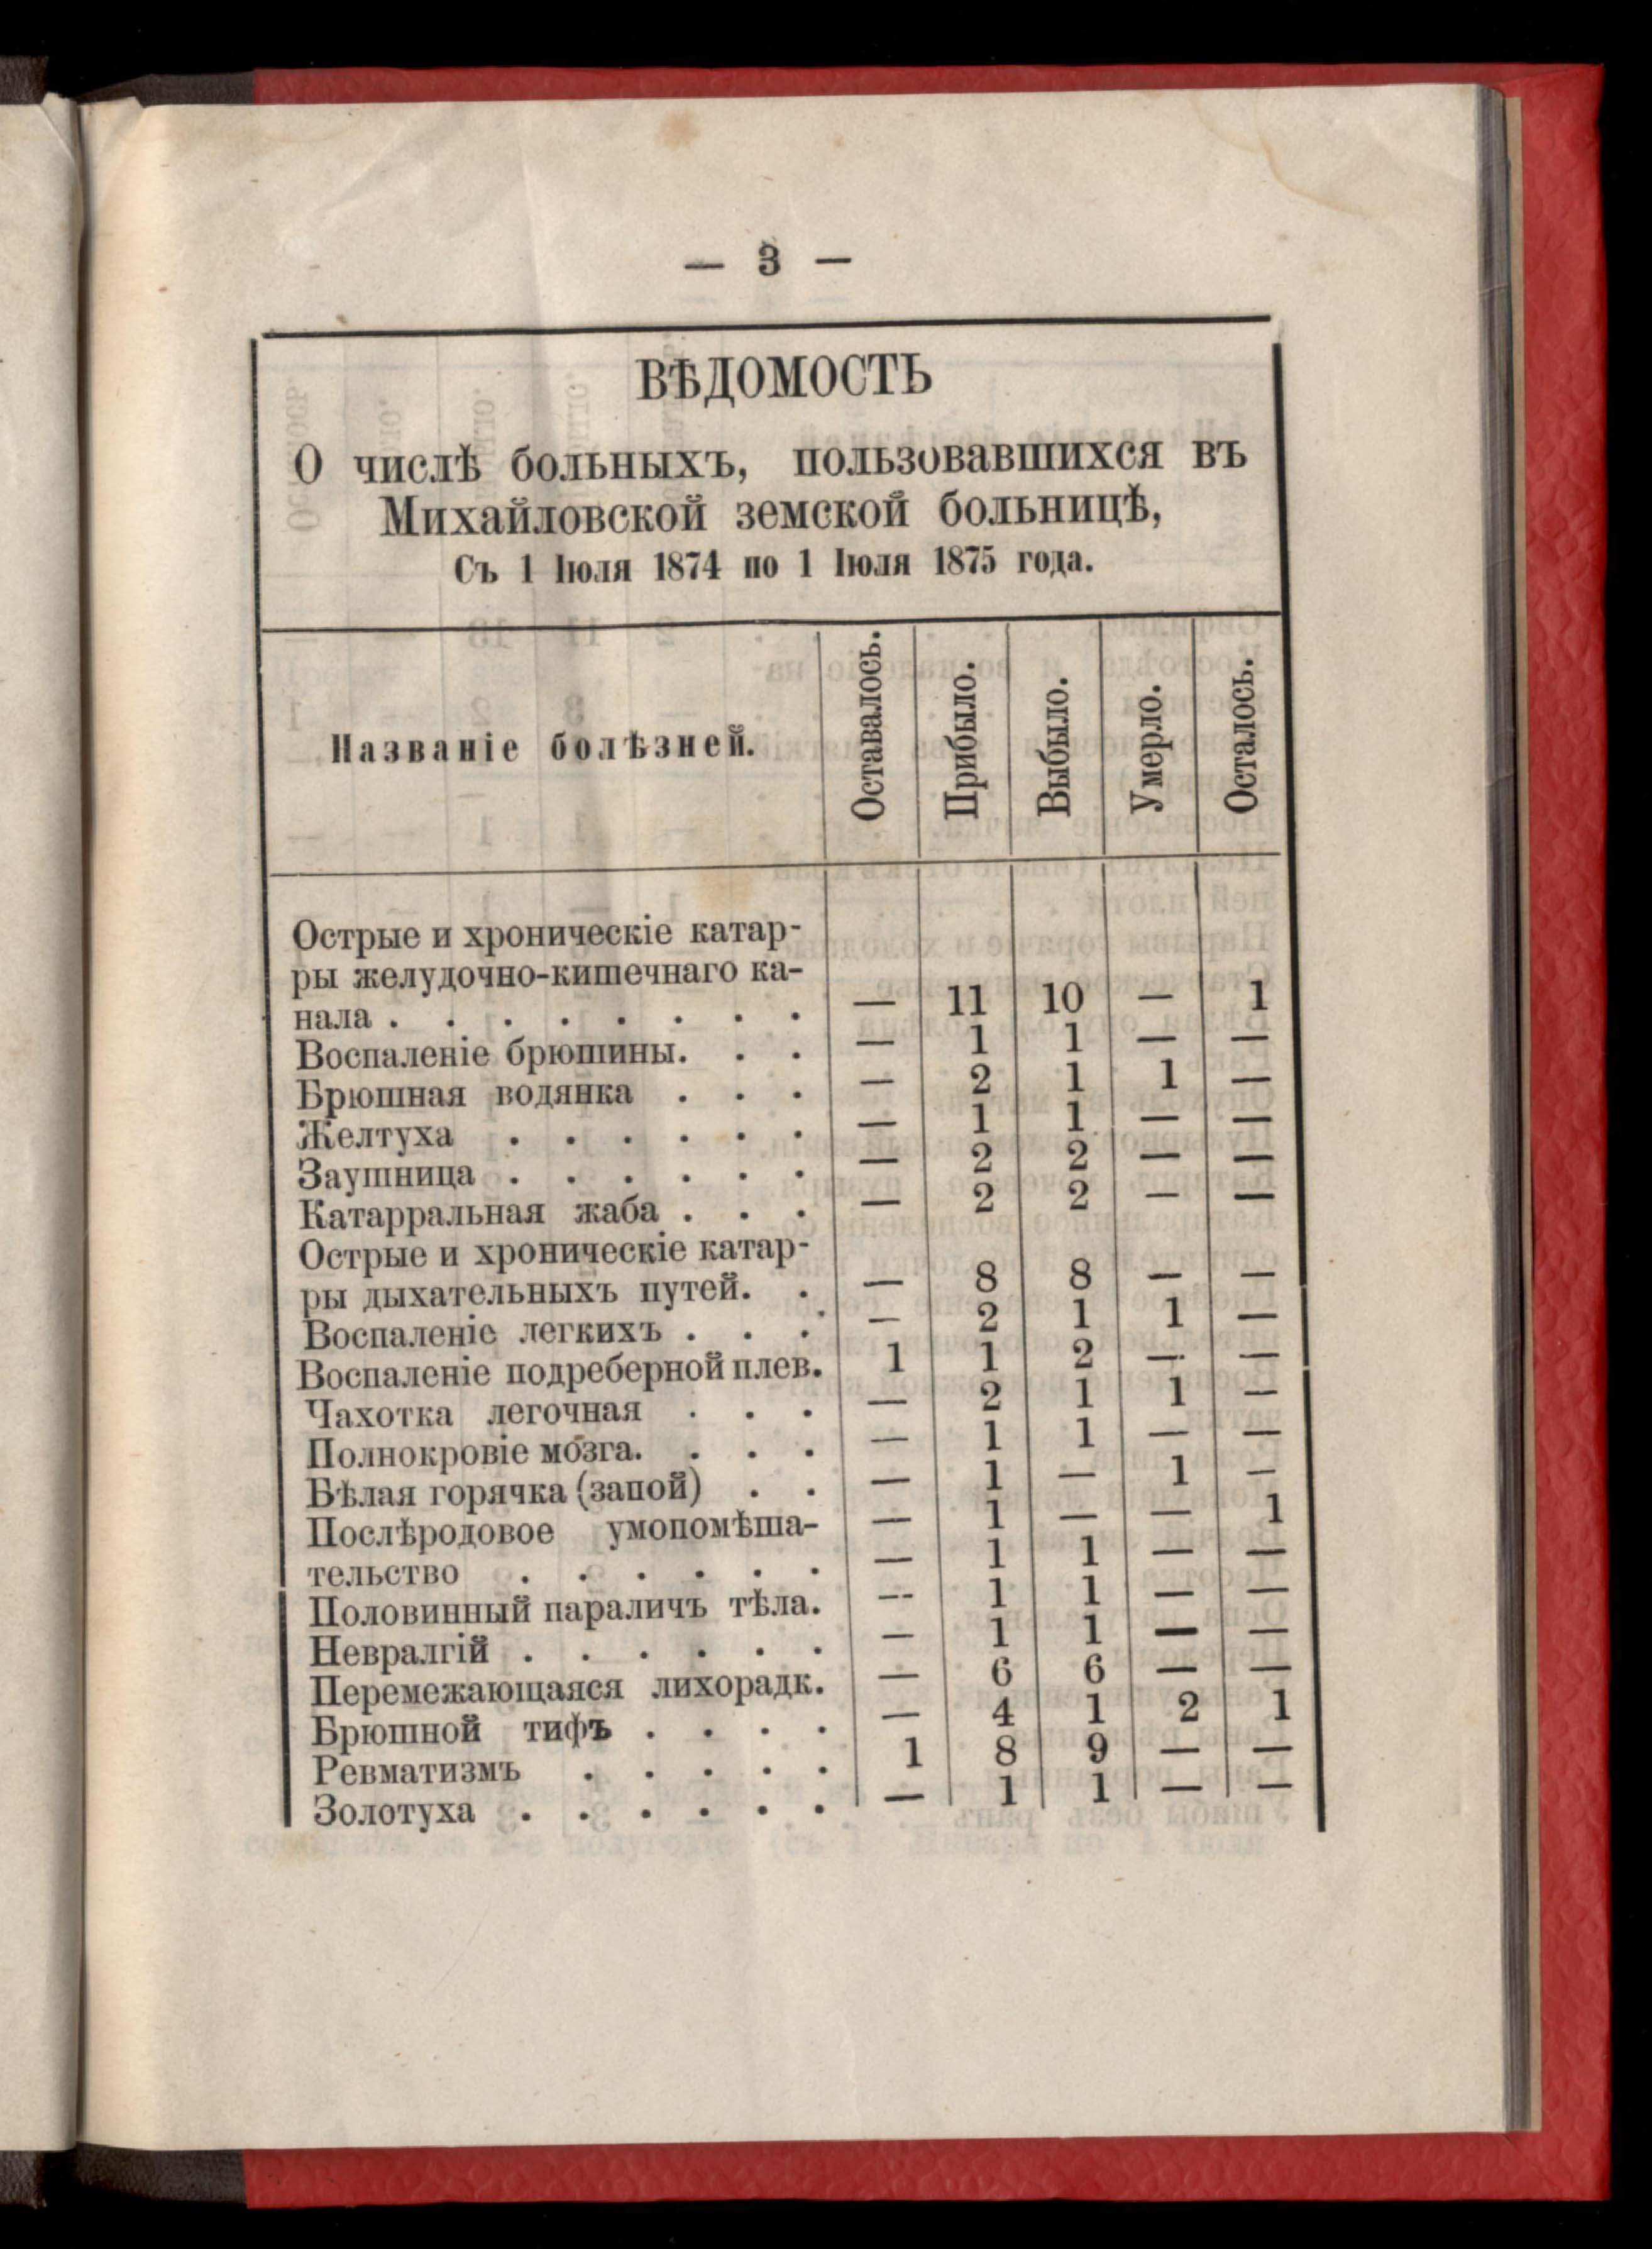 — 3 —
ВѢДОМОСТЬ
О числѣ больныхъ, пользовавшихся въ
Михайловской земской больницѣ,
Съ 1 Іюля 1874 по 1 Іюля 1875 года.
Названіе болѣзней. Оставалось. Прибыло. Выбыло. Умерло. Осталось.
Острые и хроническіе катар-
ры желудочно-кишечнаго ка-
нала . . . . . . . . — 11 10 — 1
Воспаленіе брюшины. . . — 1 1 — —
Брюшная водянка . . . — 2 1 1 —
Желтуха . . . . . . — 1 1 — —
Заушница . . . . . . — 2 2 — —
Катарральная жаба . . . — 2 2 — —
Острые и хроническіе катар-
ры дыхательныхъ путей. . — 8 8 — —
Воспаленіе легкихъ . . . — 2 1 1 —
Воспаленіе подреберной плев. 1 1 2 — —
Чахотка легочная . . . — 2 1 1 —
Полнокровіе мозга. . . . — 1 1 — —
Бѣлая горячка (запой) . . — 1 — 1 —
Послѣродовое умопомѣша- — 1 — — 1
тельство . . . . . . — 1 1 — —
Половинный параличъ тѣла. -- 1 1 — —
Невралгій . . . . . . — 1 1 — —
Перемежающаяся лихорадк. — 6 6 — —
Брюшной тифъ . . . . — 4 1 2 1
Ревматизмъ . . . . . 1 8 9 — —
Золотуха . . . . . . — 1 1 — —